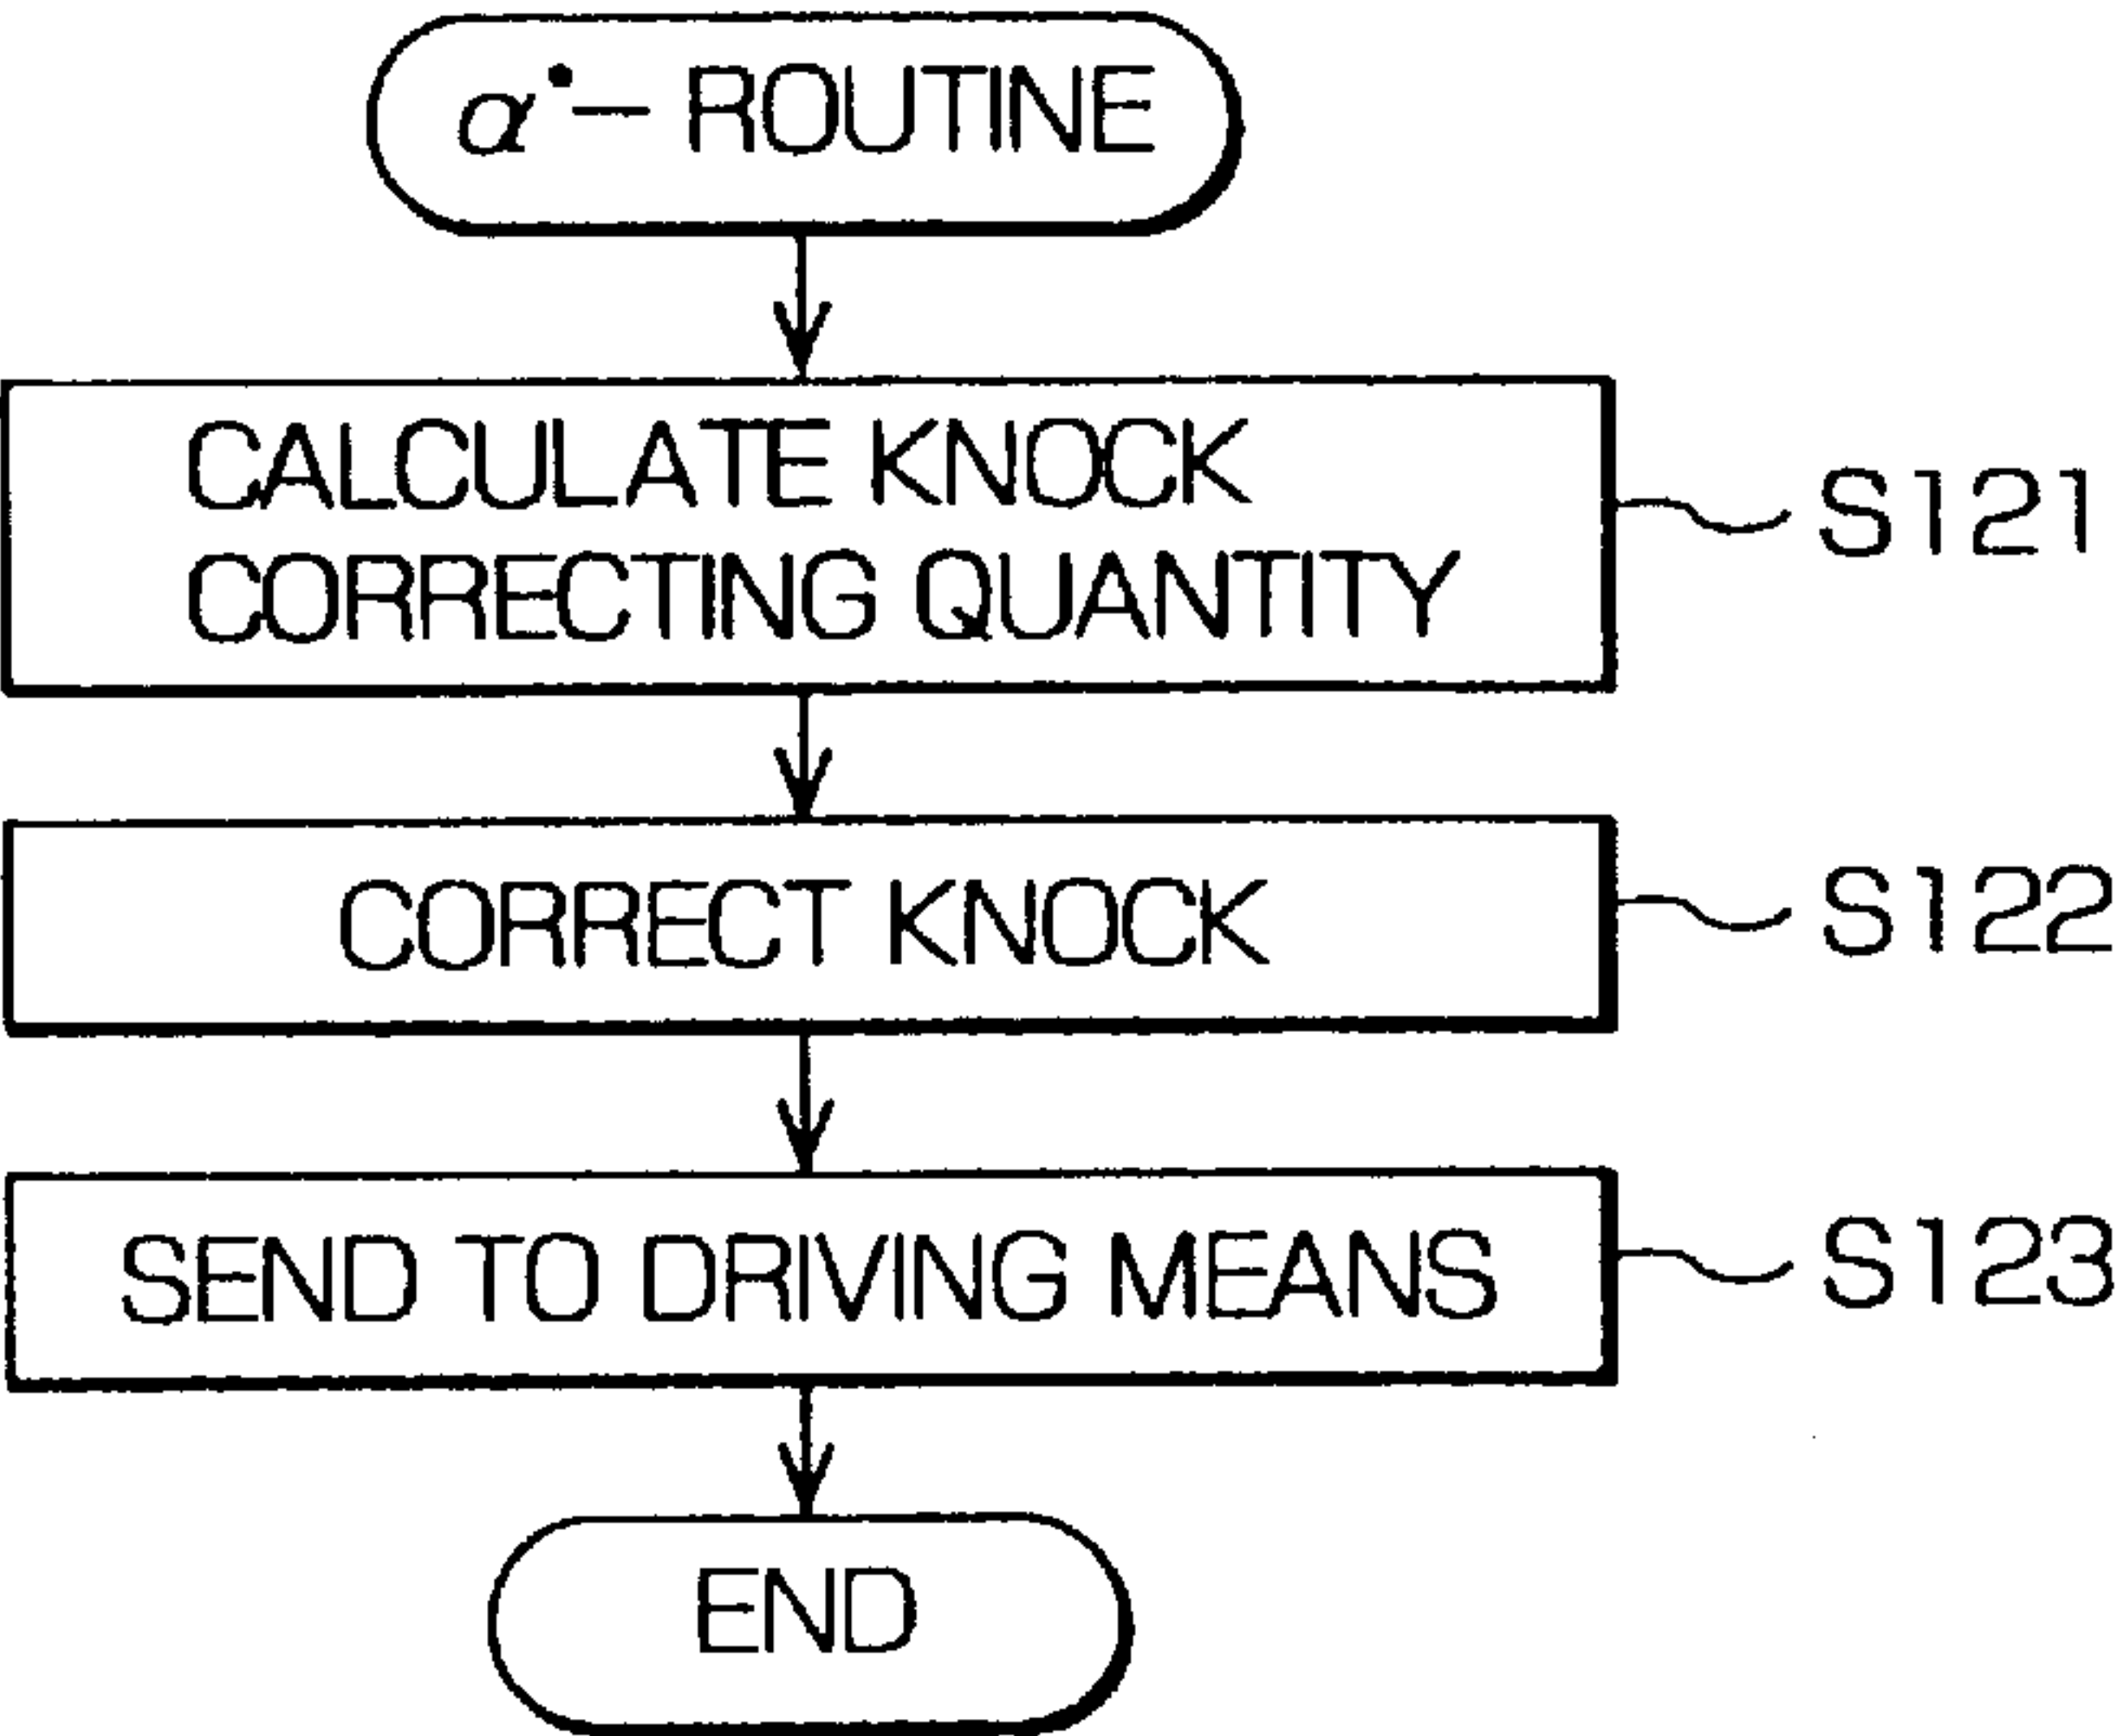 α°— ROUTINE
CALCULATE KNOCK
CORRECTING QUANTITY
S121
CORRECT KNOCK
S122
SEND TO DRIVING MEANS
S123
END